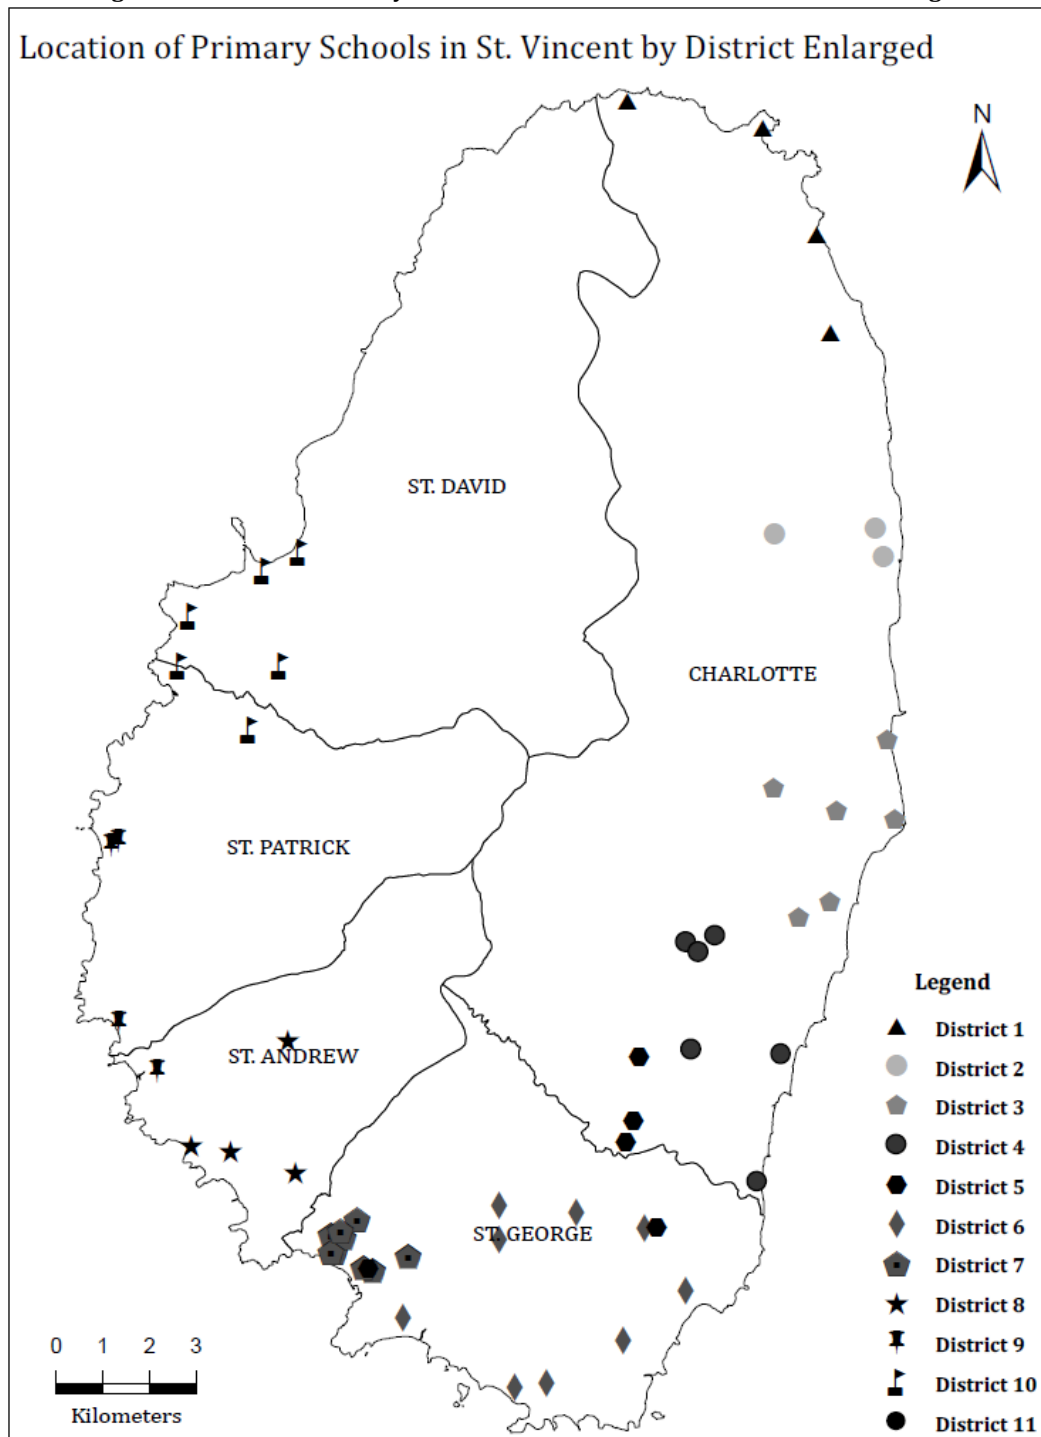 Location of Primary Schools in St. Vincent by District Enlarged
N
ST. DAVID
CHARLOTTE
ST. PATRICK
ST. ANDREW
ST. GEORGE
Legend
District 1
District 2
District 3
District 4
District 5
District 6
District 7
District 8
District 9
District 10
District 11
0 1 2 3
Kilometers